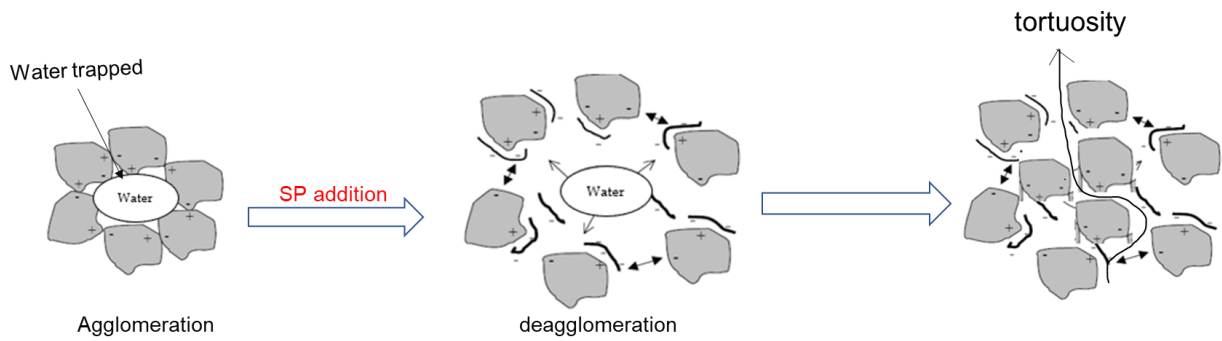 tortuosity
Water trapped
Water
SP addition
Water
Agglomeration
deagglomeration